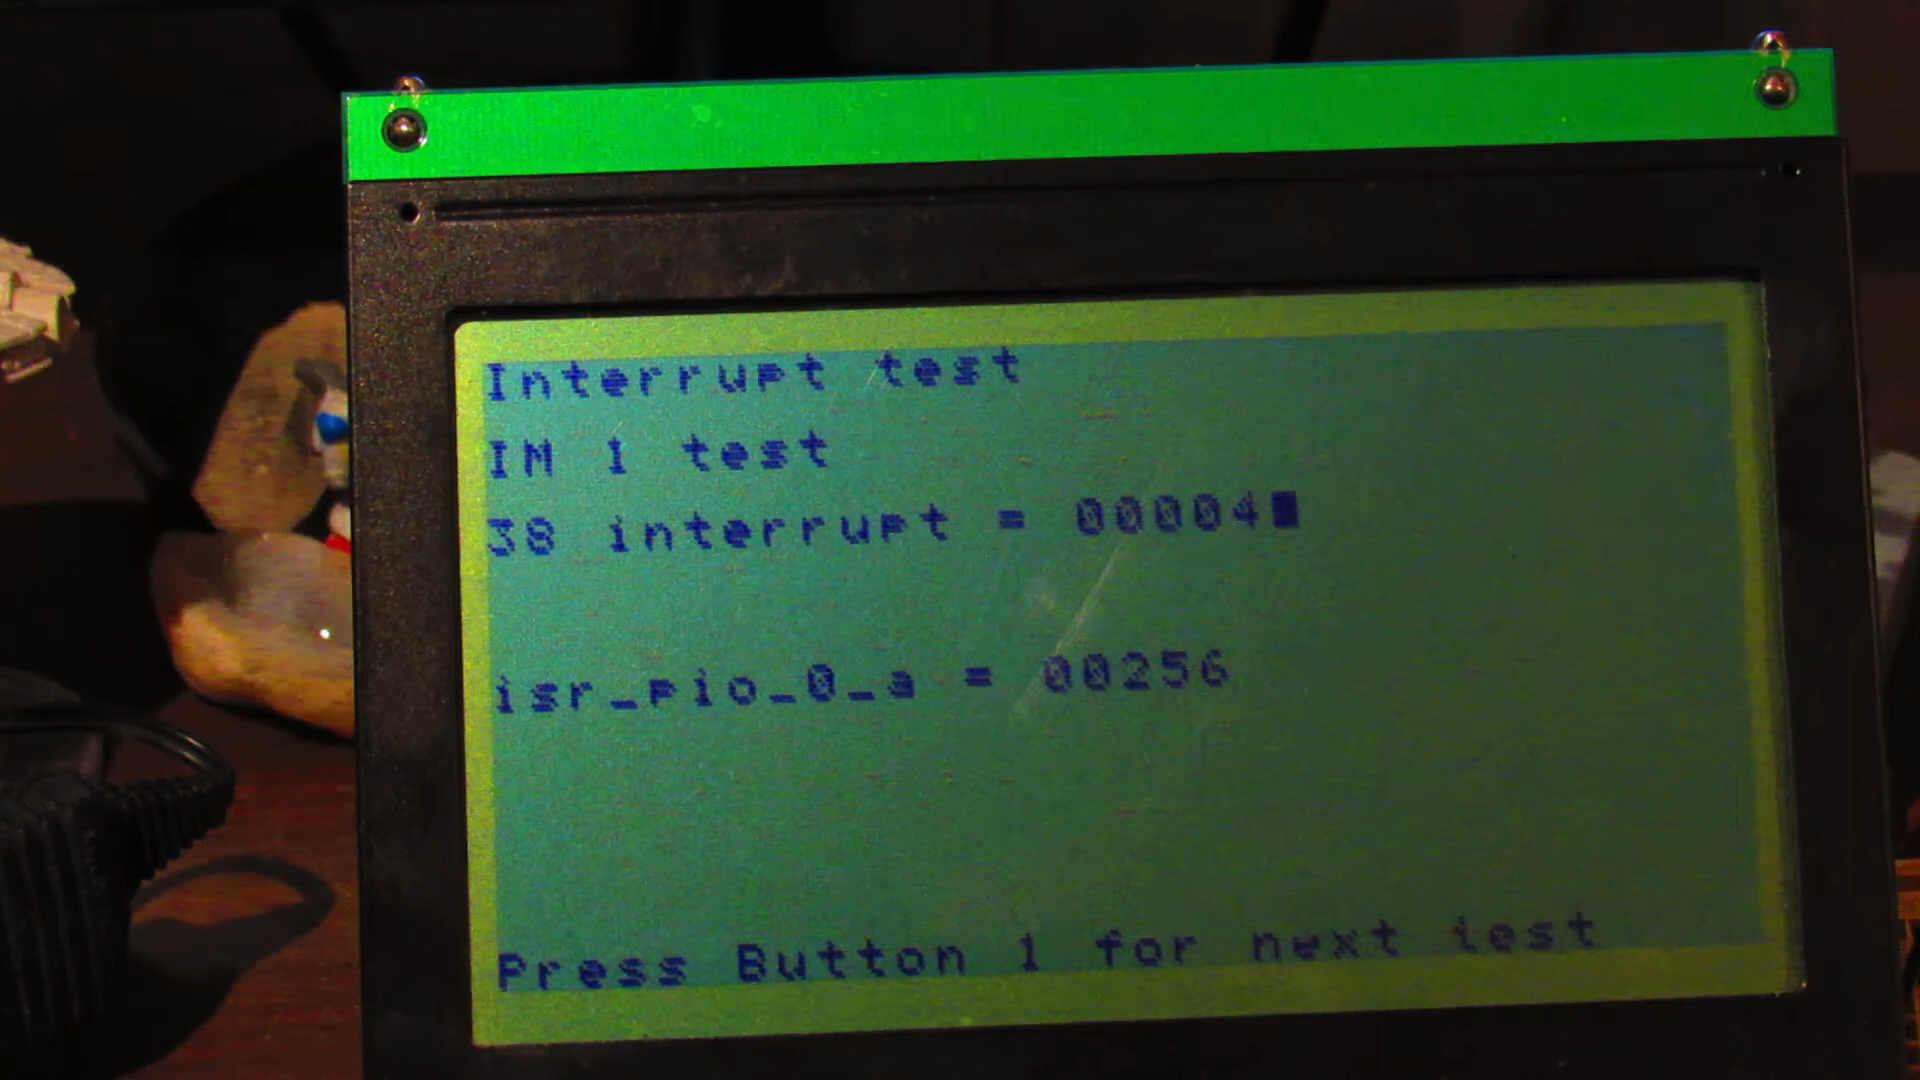 Interrupt test
IM 1 test
38 interrupt = 00004
isr_pio_0_a = 00256
Press Button 1 for next test